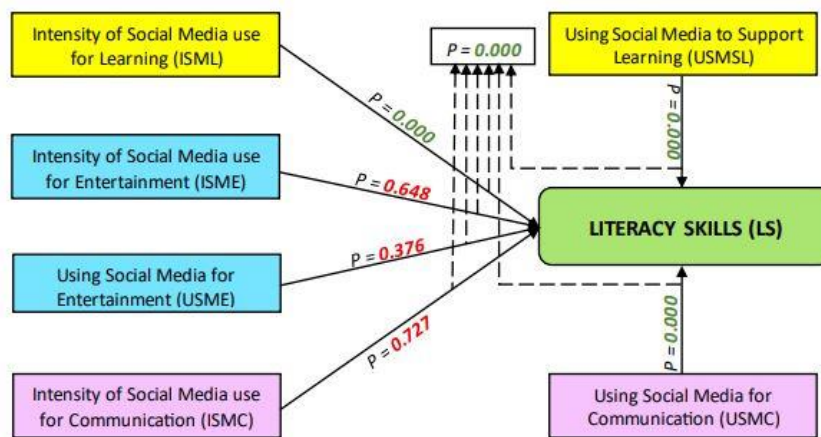 Intensity of Social Media use
for Learning (ISML)
P = 0.000
Using Social Media to Support
Learning (USMSL)
P = 0.000
P = 0.000
Intensity of Social Media use
for Entertainment (ISME)
P = 0.648
LITERACY SKILLS (LS)
Using Social Media for
Entertainment (USME)
P = 0.376
Intensity of Social Media use
for Communication (ISMC)
P = 0.727
P = 0.000
Using Social Media for
Communication (USMC)